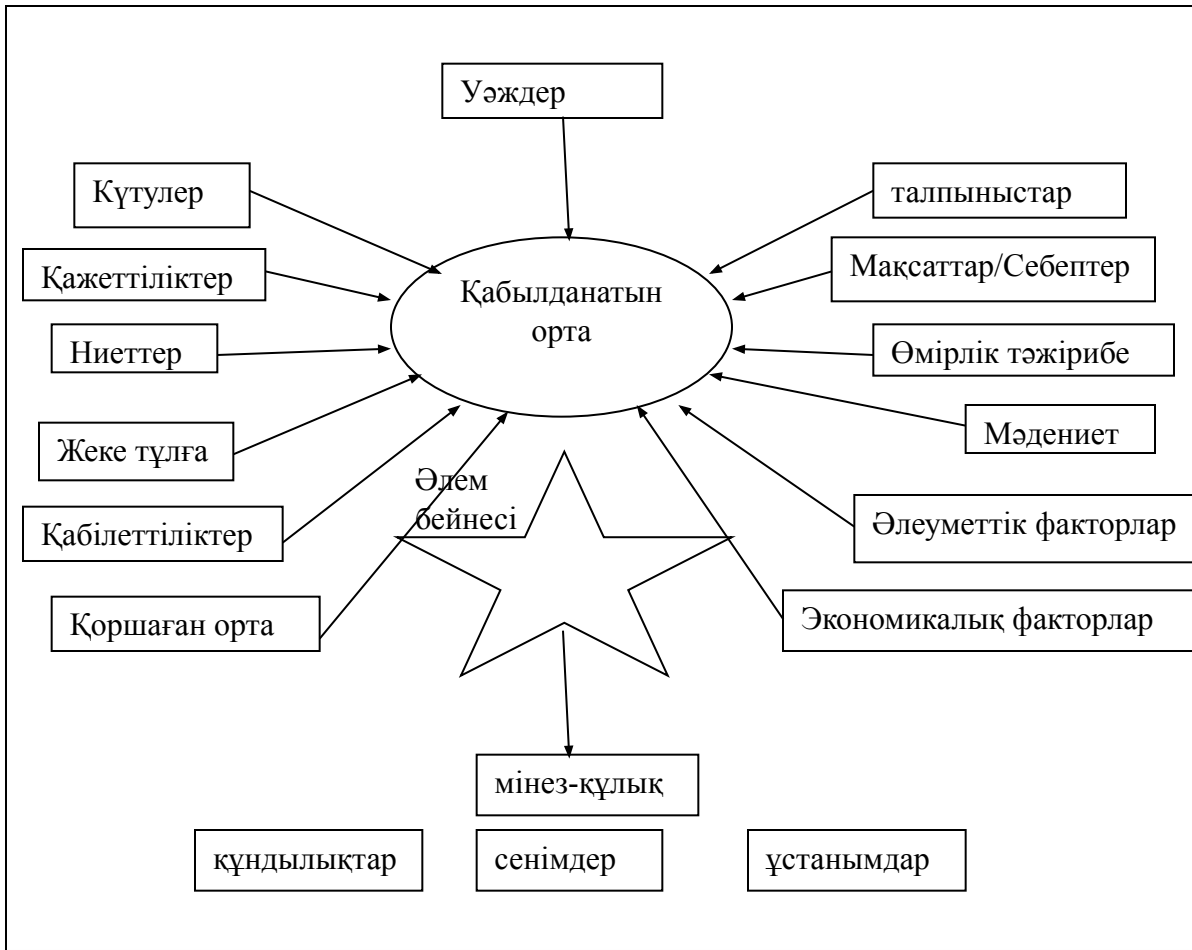 Уәждер
Күтулер
талпыныстар
Қажеттіліктер
Қабылданатын
орта
Мақсаттар/Себептер
Ниеттер
Өмірлік тәжірибе
Жеке тұлға
Мәдениет
Әлем
бейнесі
Қабілеттіліктер
Әлеуметтік факторлар
Қоршаған орта
Экономикалық факторлар
мінез-құлық
құндылықтар
сенімдер
ұстанымдар